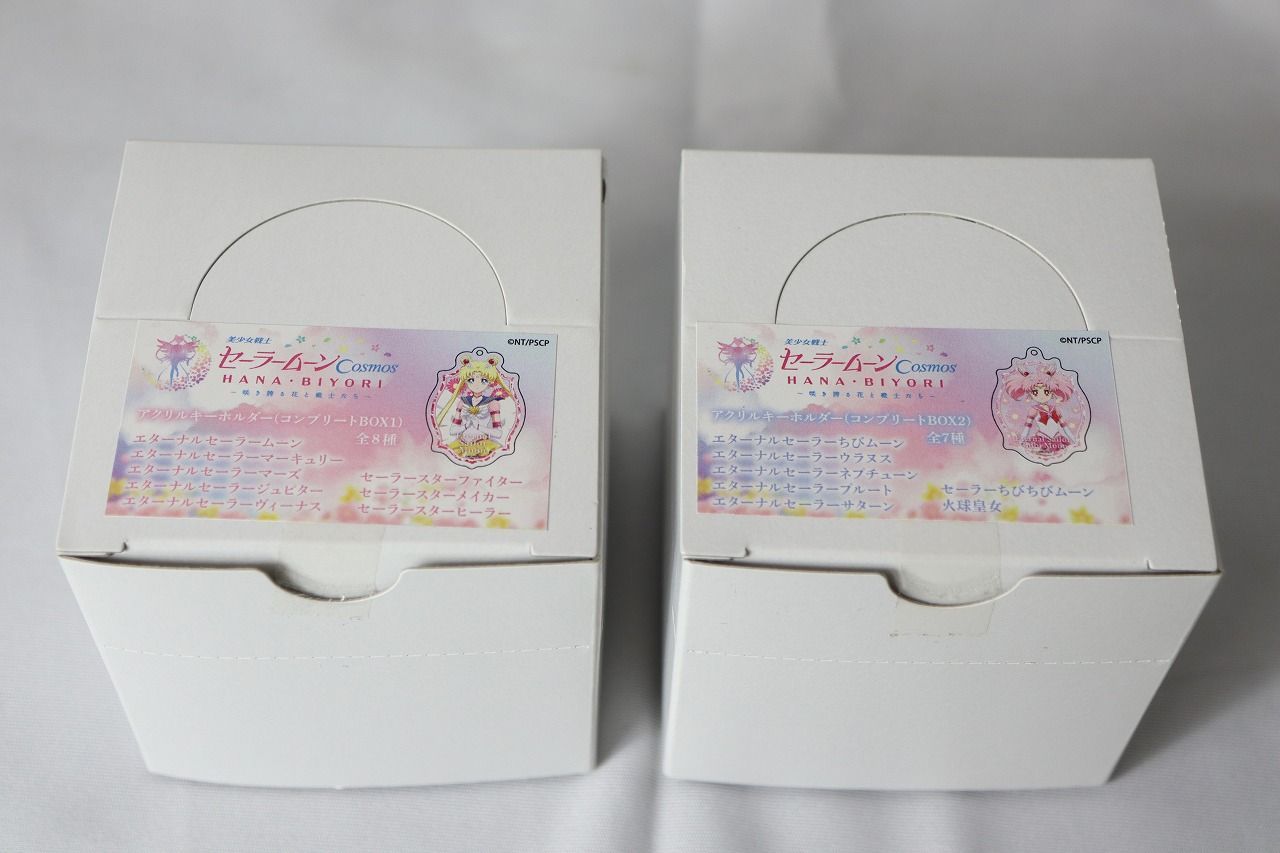 美少女戦士
セーラームーンCosmos
HANA・BIYORI
～咲き誇る花と戦士たち～
©NT/PSCP
アクリルキーホルダー(コンプリートBOX1)
全8種
エターナルセーラームーン
エターナルセーラーマーキュリー
エターナルセーラーマーズ
エターナルセーラージュピター
エターナルセーラーヴィーナス
セーラースターファイター
セーラースターメイカー
セーラースターヒーラー
美少女戦士
セーラームーンCosmos
HANA・BIYORI
～咲き誇る花と戦士たち～
©NT/PSCP
アクリルキーホルダー(コンプリートBOX2)
全7種
エターナルセーラーちびムーン
エターナルセーラーウラヌス
エターナルセーラーネプチューン
エターナルセーラープルート
エターナルセーラーサターン
セーラーちびちびムーン
火球皇女